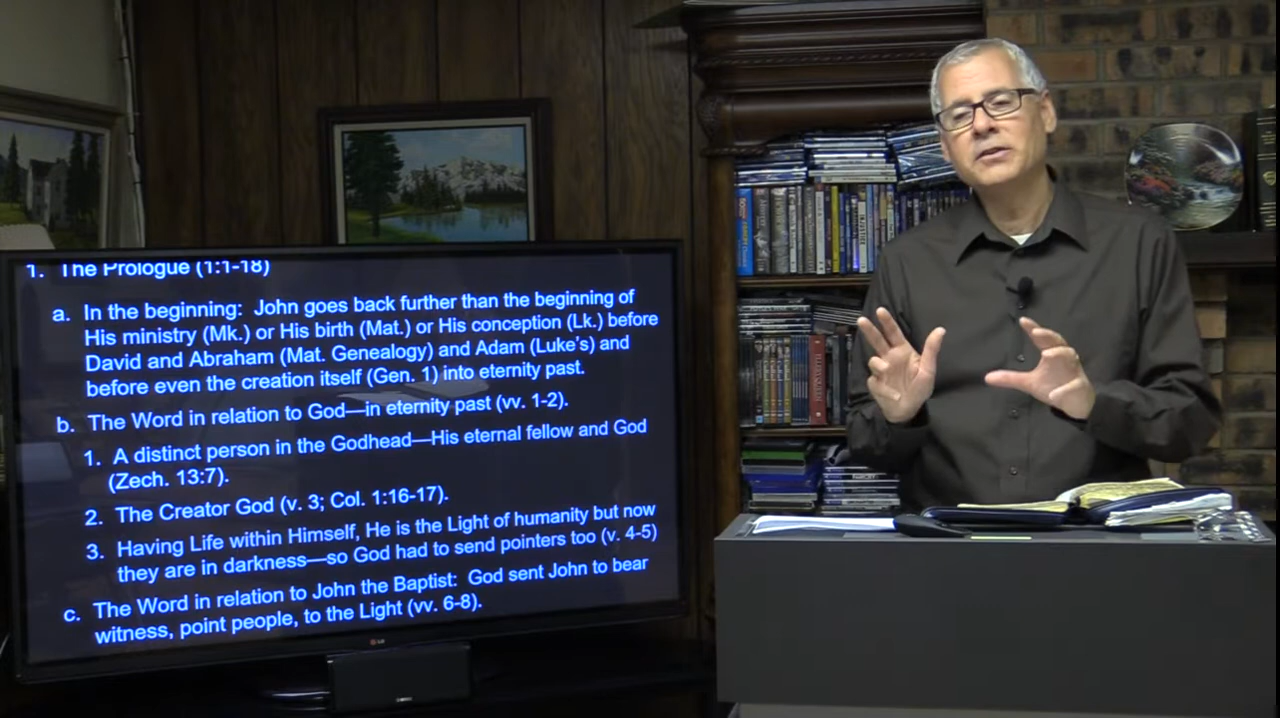 1. The Prologue (1:1-18)
a. In the beginning: John goes back further than the beginning of
His ministry (Mk.) or His birth (Mat.) or His conception (Lk.) before
David and Abraham (Mat. Genealogy) and Adam (Luke's) and
before even the creation itself (Gen. 1) into eternity past.
b. The Word in relation to God—in eternity past (vv. 1-2).
1. A distinct person in the Godhead—His eternal fellow and God
(Zech. 13:7).
2. The Creator God (v. 3; Col. 1:16-17).
3. Having Life within Himself, He is the Light of humanity but now
they are in darkness—so God had to send pointers too (v. 4-5)
c. The Word in relation to John the Baptist: God sent John to bear
witness, point people, to the Light (vv. 6-8).
LG